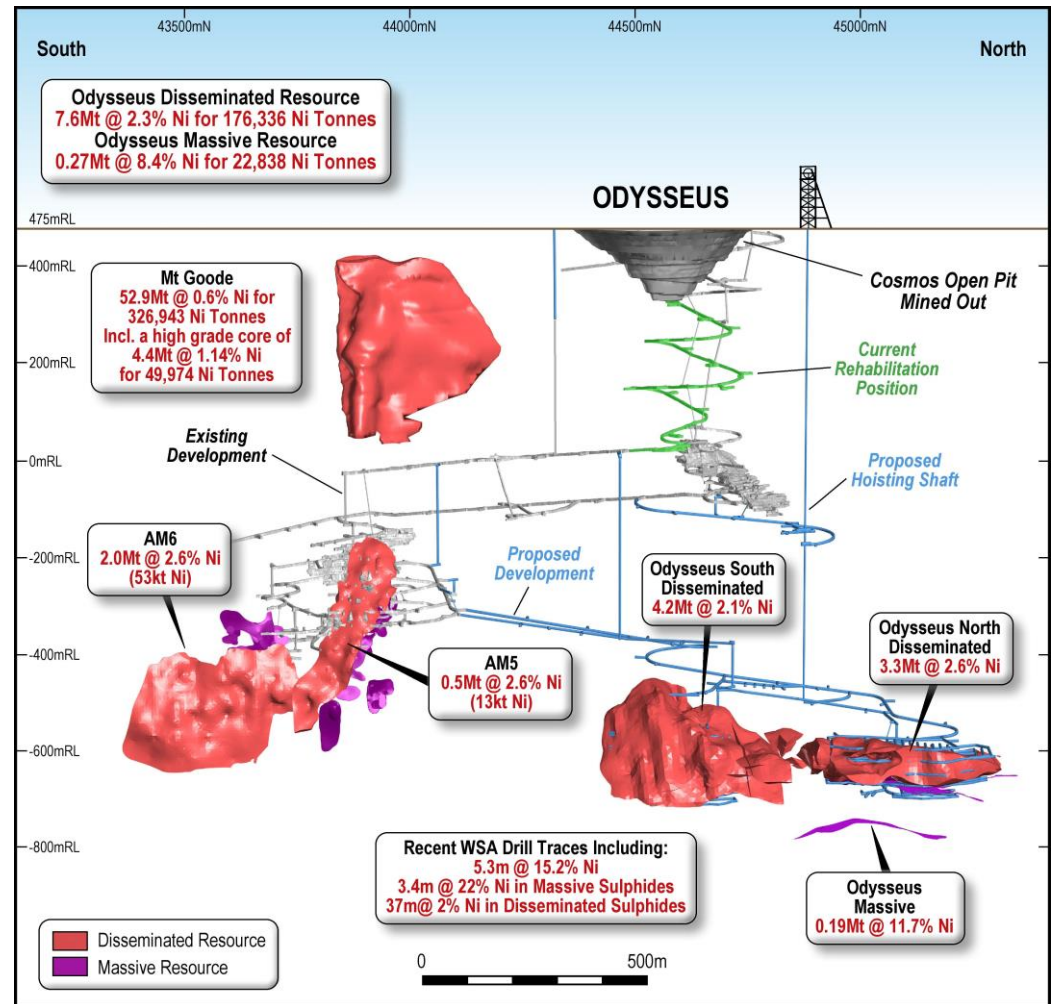 43500mN
44000mN
44500mN
45000mN
South
North
Odysseus Disseminated Resource
7.6Mt @ 2.3% Ni for 176,336 Ni Tonnes
Odysseus Massive Resource
0.27Mt @ 8.4% Ni for 22,838 Ni Tonnes
ODYSSEUS
475mRL
400mRL
Mt Goode
52.9Mt @ 0.6% Ni for
326,943 Ni Tonnes
Incl. a high grade core of
4.4Mt @ 1.14% Ni
for 49,974 Ni Tonnes
Cosmos Open Pit
Mined Out
200mRL
Current
Rehabilitation
Position
Existing
Development
0mRL
Proposed
Hoisting Shaft
AM6
2.0Mt @ 2.6% Ni
(53kt Ni)
-200mRL
Proposed
Development
Odysseus South
Disseminated
4.2Mt @ 2.1% Ni
Odysseus North
Disseminated
3.3Mt @ 2.6% Ni
-400mRL
AM5
0.5Mt @ 2.6% Ni
(13kt Ni)
-600mRL
-800mRL
Recent WSA Drill Traces Including:
5.3m @ 15.2% Ni
3.4m @ 22% Ni in Massive Sulphides
37m@ 2% Ni in Disseminated Sulphides
Odysseus
Massive
0.19Mt @ 11.7% Ni
Disseminated Resource
Massive Resource
0
500m